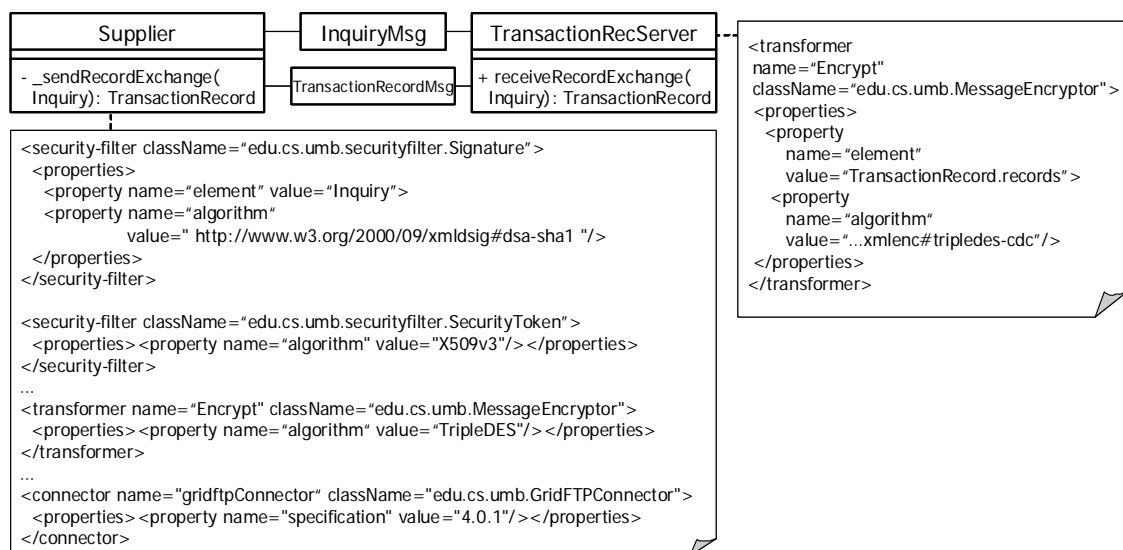 Supplier
InquiryMsg
TransactionRecServer
- _sendRecordExchange(
Inquiry): TransactionRecord
TransactionRecordMsg
+ receiveRecordExchange(
Inquiry): TransactionRecord
<security-filter className=“edu.cs.umb.securityfilter.Signature”>
<properties>
<property name=“element” value=“Inquiry”>
<property name=“algorithm“
value=" http://www.w3.org/2000/09/xmldsig#dsa-sha1 "/>
</properties>
</security-filter>
<security-filter className=“edu.cs.umb.securityfilter.SecurityToken”>
<properties><property name=“algorithm" value="X509v3"/></properties>
</security-filter>
...
<transformer name=“Encrypt" className=“edu.cs.umb.MessageEncryptor">
<properties><property name=“algorithm“ value=“TripleDES"/></properties>
</transformer>
...
<connector name="gridftpConnector“ className="edu.cs.umb.GridFTPConnector">
<properties><property name="specification" value="4.0.1"/></properties>
</connector>
<transformer
name=“Encrypt"
className=“edu.cs.umb.MessageEncryptor">
<properties>
<property
name=“element”
value=“TransactionRecord.records”>
<property
name=“algorithm“
value=“...xmlenc#tripledes-cdc"/>
</properties>
</transformer>